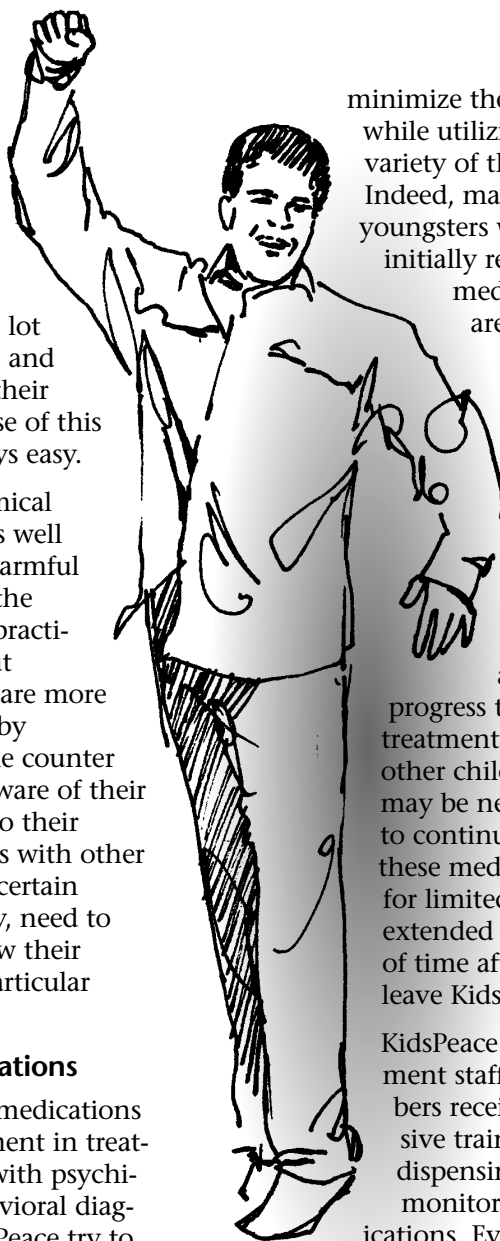 lot
and
their
se of this
ys easy.
nical
s well
armful
the
practi-
ut
are more
by
e counter
ware of their
o their
s with other
certain
y, need to
w their
articular
ations
medications
ment in treat-
with psychi-
vioral diag-
Peace try to
minimize the
while utilizi
variety of th
Indeed, ma
youngsters w
initially re
med
are
a
progress t
treatment
other chil
may be ne
to continu
these med
for limited
extended
of time af
leave Kids
KidsPeace
ment staff
bers recei
sive train
dispensin
monitor
ications. Ev